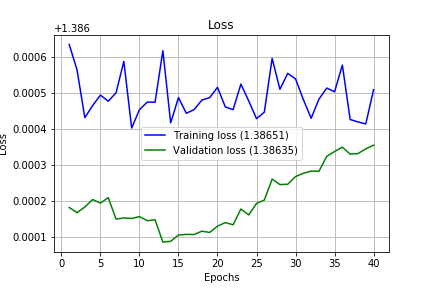 Loss
+1.386
0.0006
0.0005
0.0004
0.0003
0.0002
0.0001
Loss
Training loss (1.38651)
Validation loss (1.38635)
0 5 10 15 20 25 30 35 40
Epochs